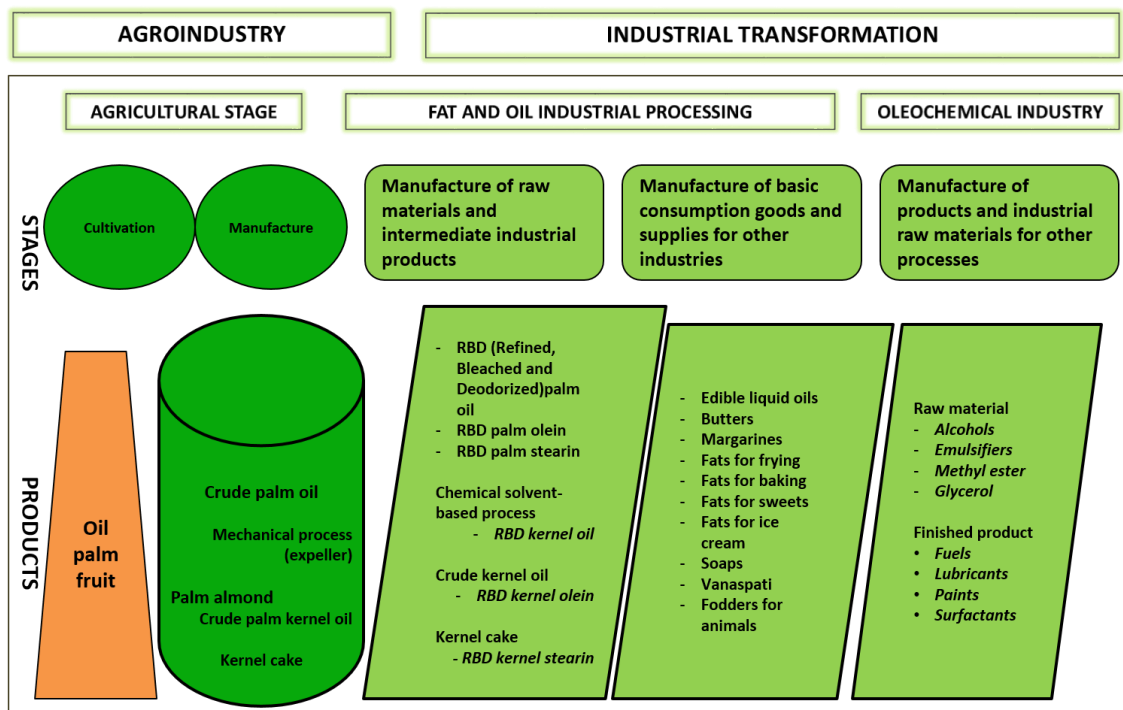 AGROINDUSTRY
INDUSTRIAL TRANSFORMATION
AGRICULTURAL STAGE
FAT AND OIL INDUSTRIAL PROCESSING
OLEOCHEMICAL INDUSTRY
STAGES
Cultivation
Manufacture
Manufacture of raw
materials and
intermediate industrial
products
Manufacture of basic
consumption goods and
supplies for other
industries
Manufacture of
products and industrial
raw materials for other
processes
PRODUCTS
Oil
palm
fruit
Crude palm oil
Mechanical process
(expeller)
Palm almond
Crude palm kernel oil
Kernel cake
- RBD (Refined,
Bleached and
Deodorized)palm
oil
- RBD palm olein
- RBD palm stearin
Chemical solvent-
based process
- RBD kernel oil
Crude kernel oil
- RBD kernel olein
Kernel cake
- RBD kernel stearin
- Edible liquid oils
- Butters
- Margarines
- Fats for frying
- Fats for baking
- Fats for sweets
- Fats for ice
cream
- Soaps
- Vanaspati
- Fodders for
animals
Raw material
- Alcohols
- Emulsifiers
- Methyl ester
- Glycerol
Finished product
• Fuels
• Lubricants
• Paints
• Surfactants